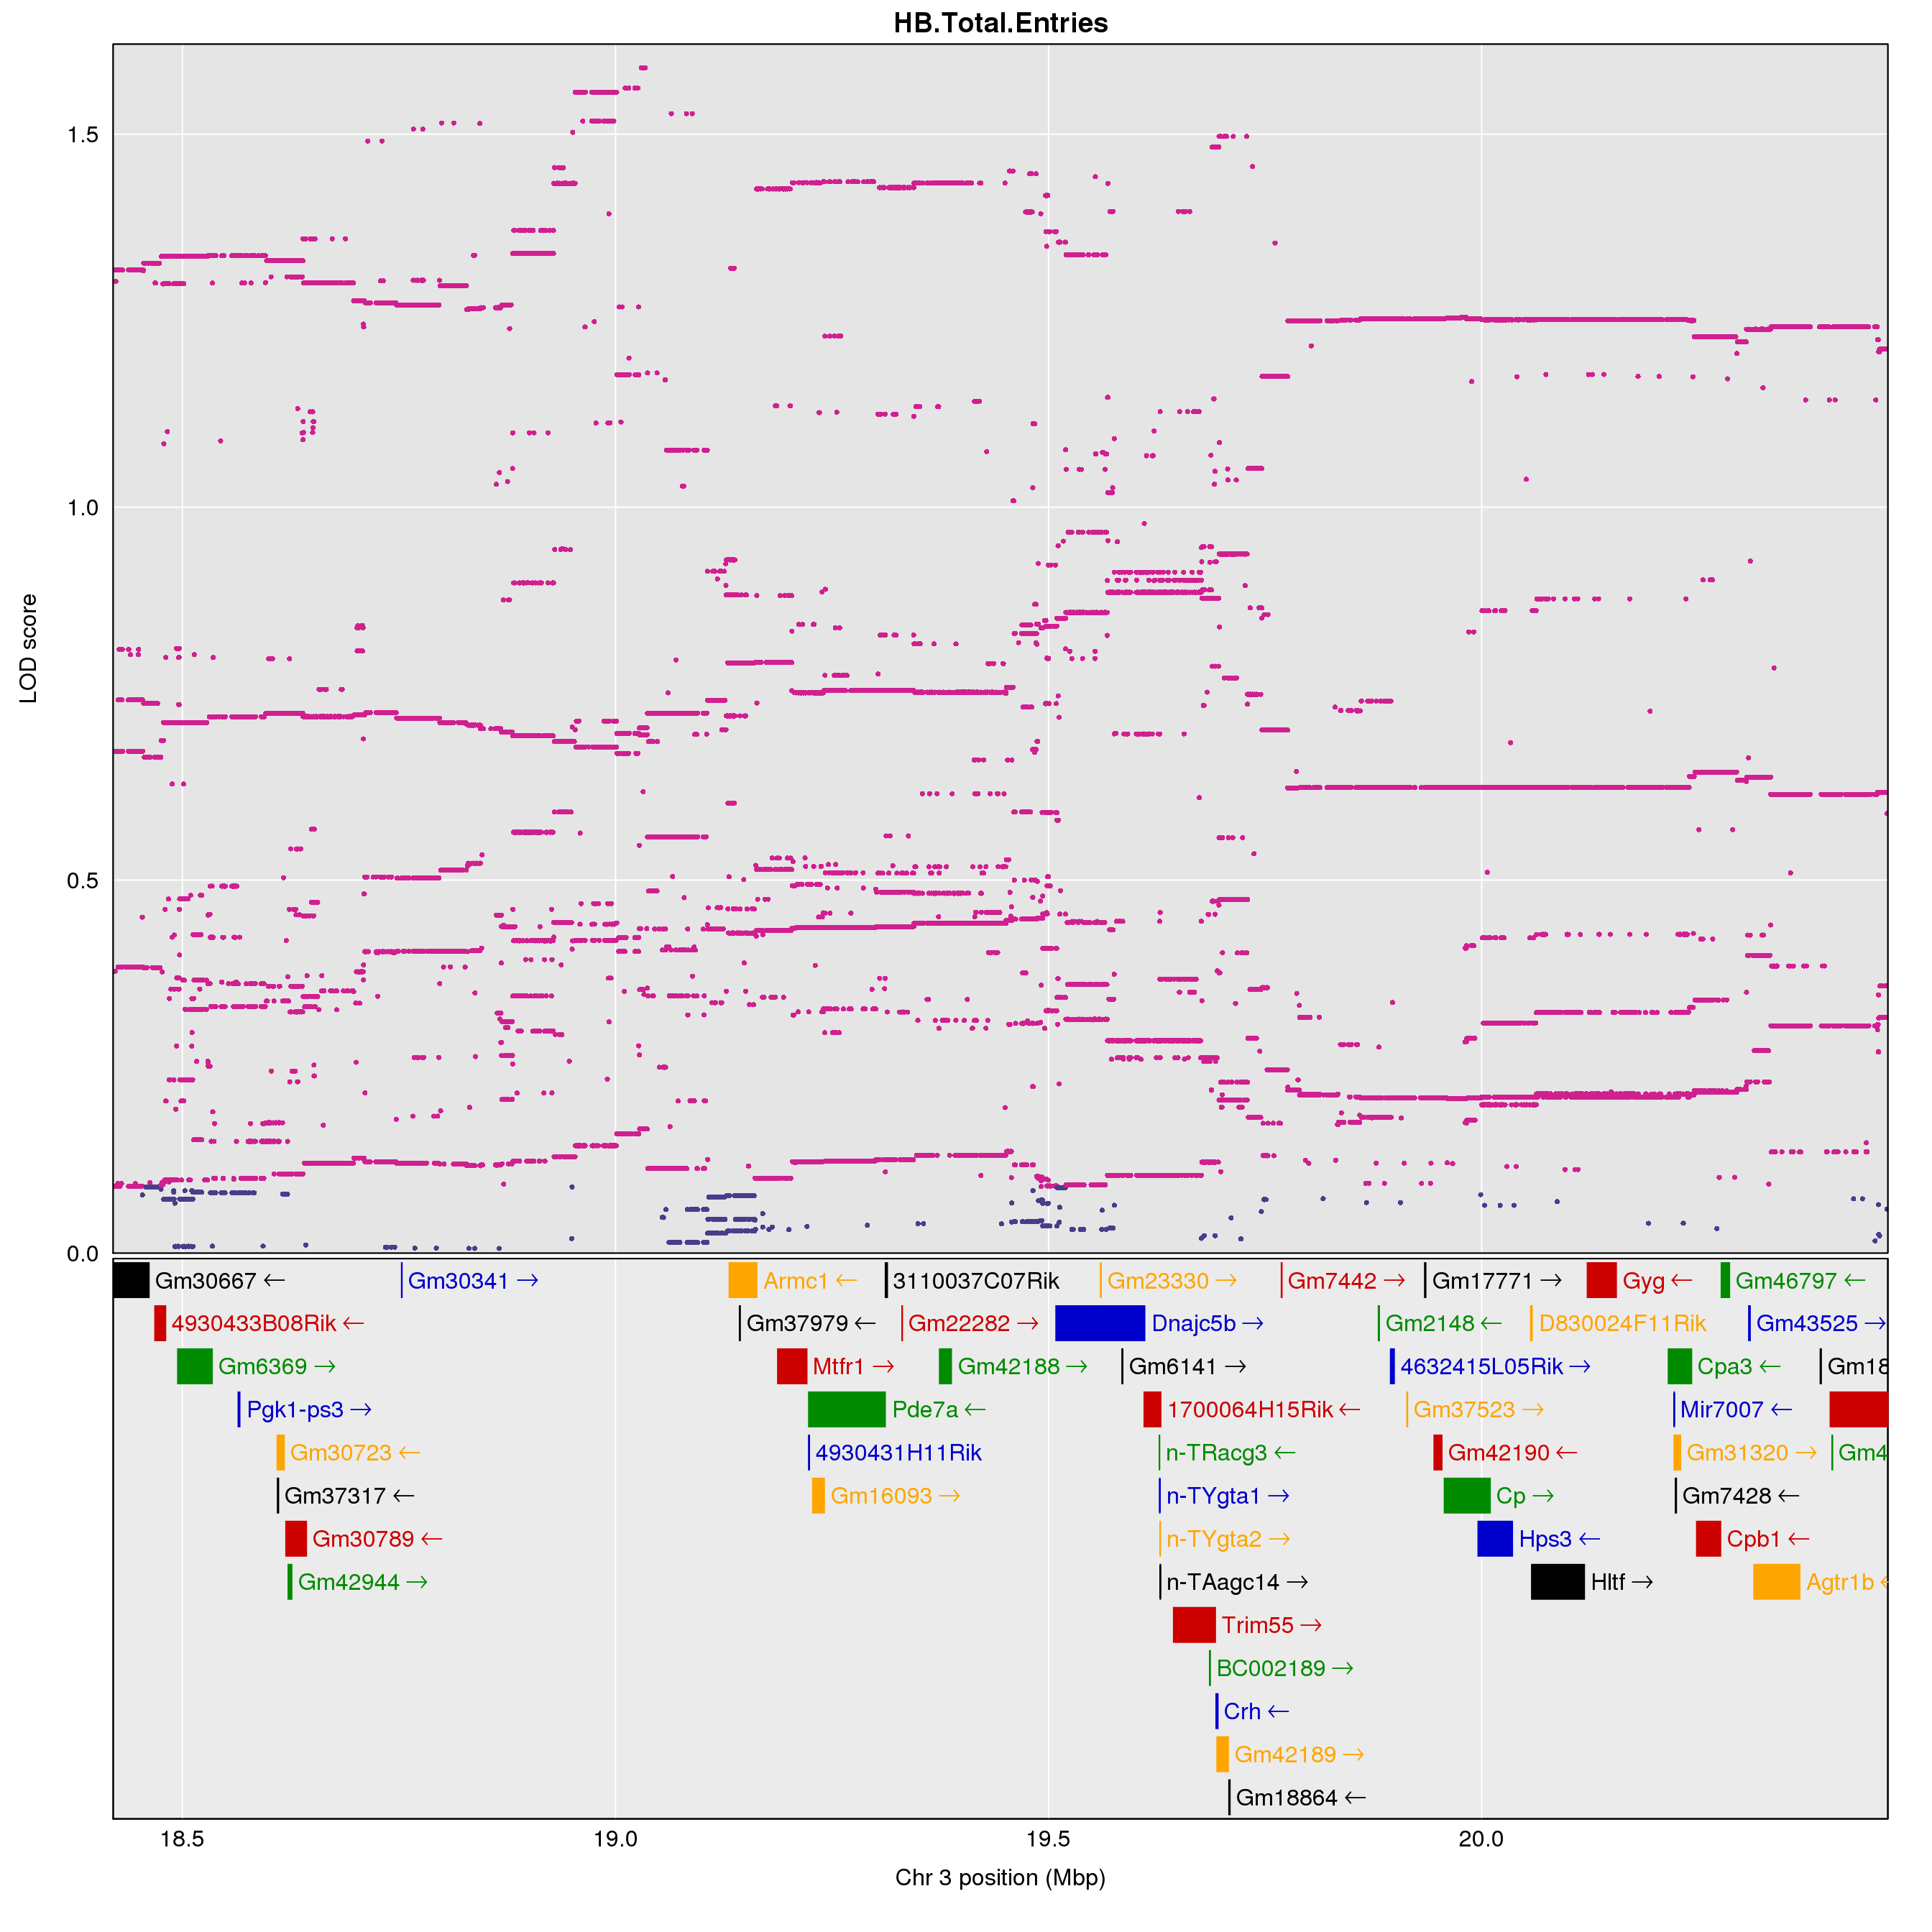 HB.Total.Entries
1.5
1.0
0.5
0.0
LOD score
Gm30667 ← Gm30341 → Armc1 ← 3110037C07Rik Gm23330 → Gm7442 → Gm17771 → Gyg ← Gm46797 ←
4930433B08Rik ← Gm37979 ← Gm22282 → Dnajc5b → Gm2148 ← D830024F11Rik Gm43525 →
Gm6369 → Mtfr1 → Gm42188 → Gm6141 → 4632415L05Rik → Cpa3 ← Gm18
Pgk1-ps3 → Pde7a ← 1700064H15Rik ← Gm37523 → Mir7007 ←
Gm30723 ← 4930431H11Rik n-TRacg3 ← Gm42190 ← Gm31320 → Gm4
Gm37317 ← Gm16093 → n-TYgta1 → Cp → Gm7428 ←
Gm30789 ← n-TYgta2 → Hps3 ← Cpb1 ←
Gm42944 → n-TAagc14 → Hltf → Agtr1b ←
Trim55 →
BC002189 →
Crh ←
Gm42189 →
Gm18864 ←
18.5 19.0 19.5 20.0
Chr 3 position (Mbp)